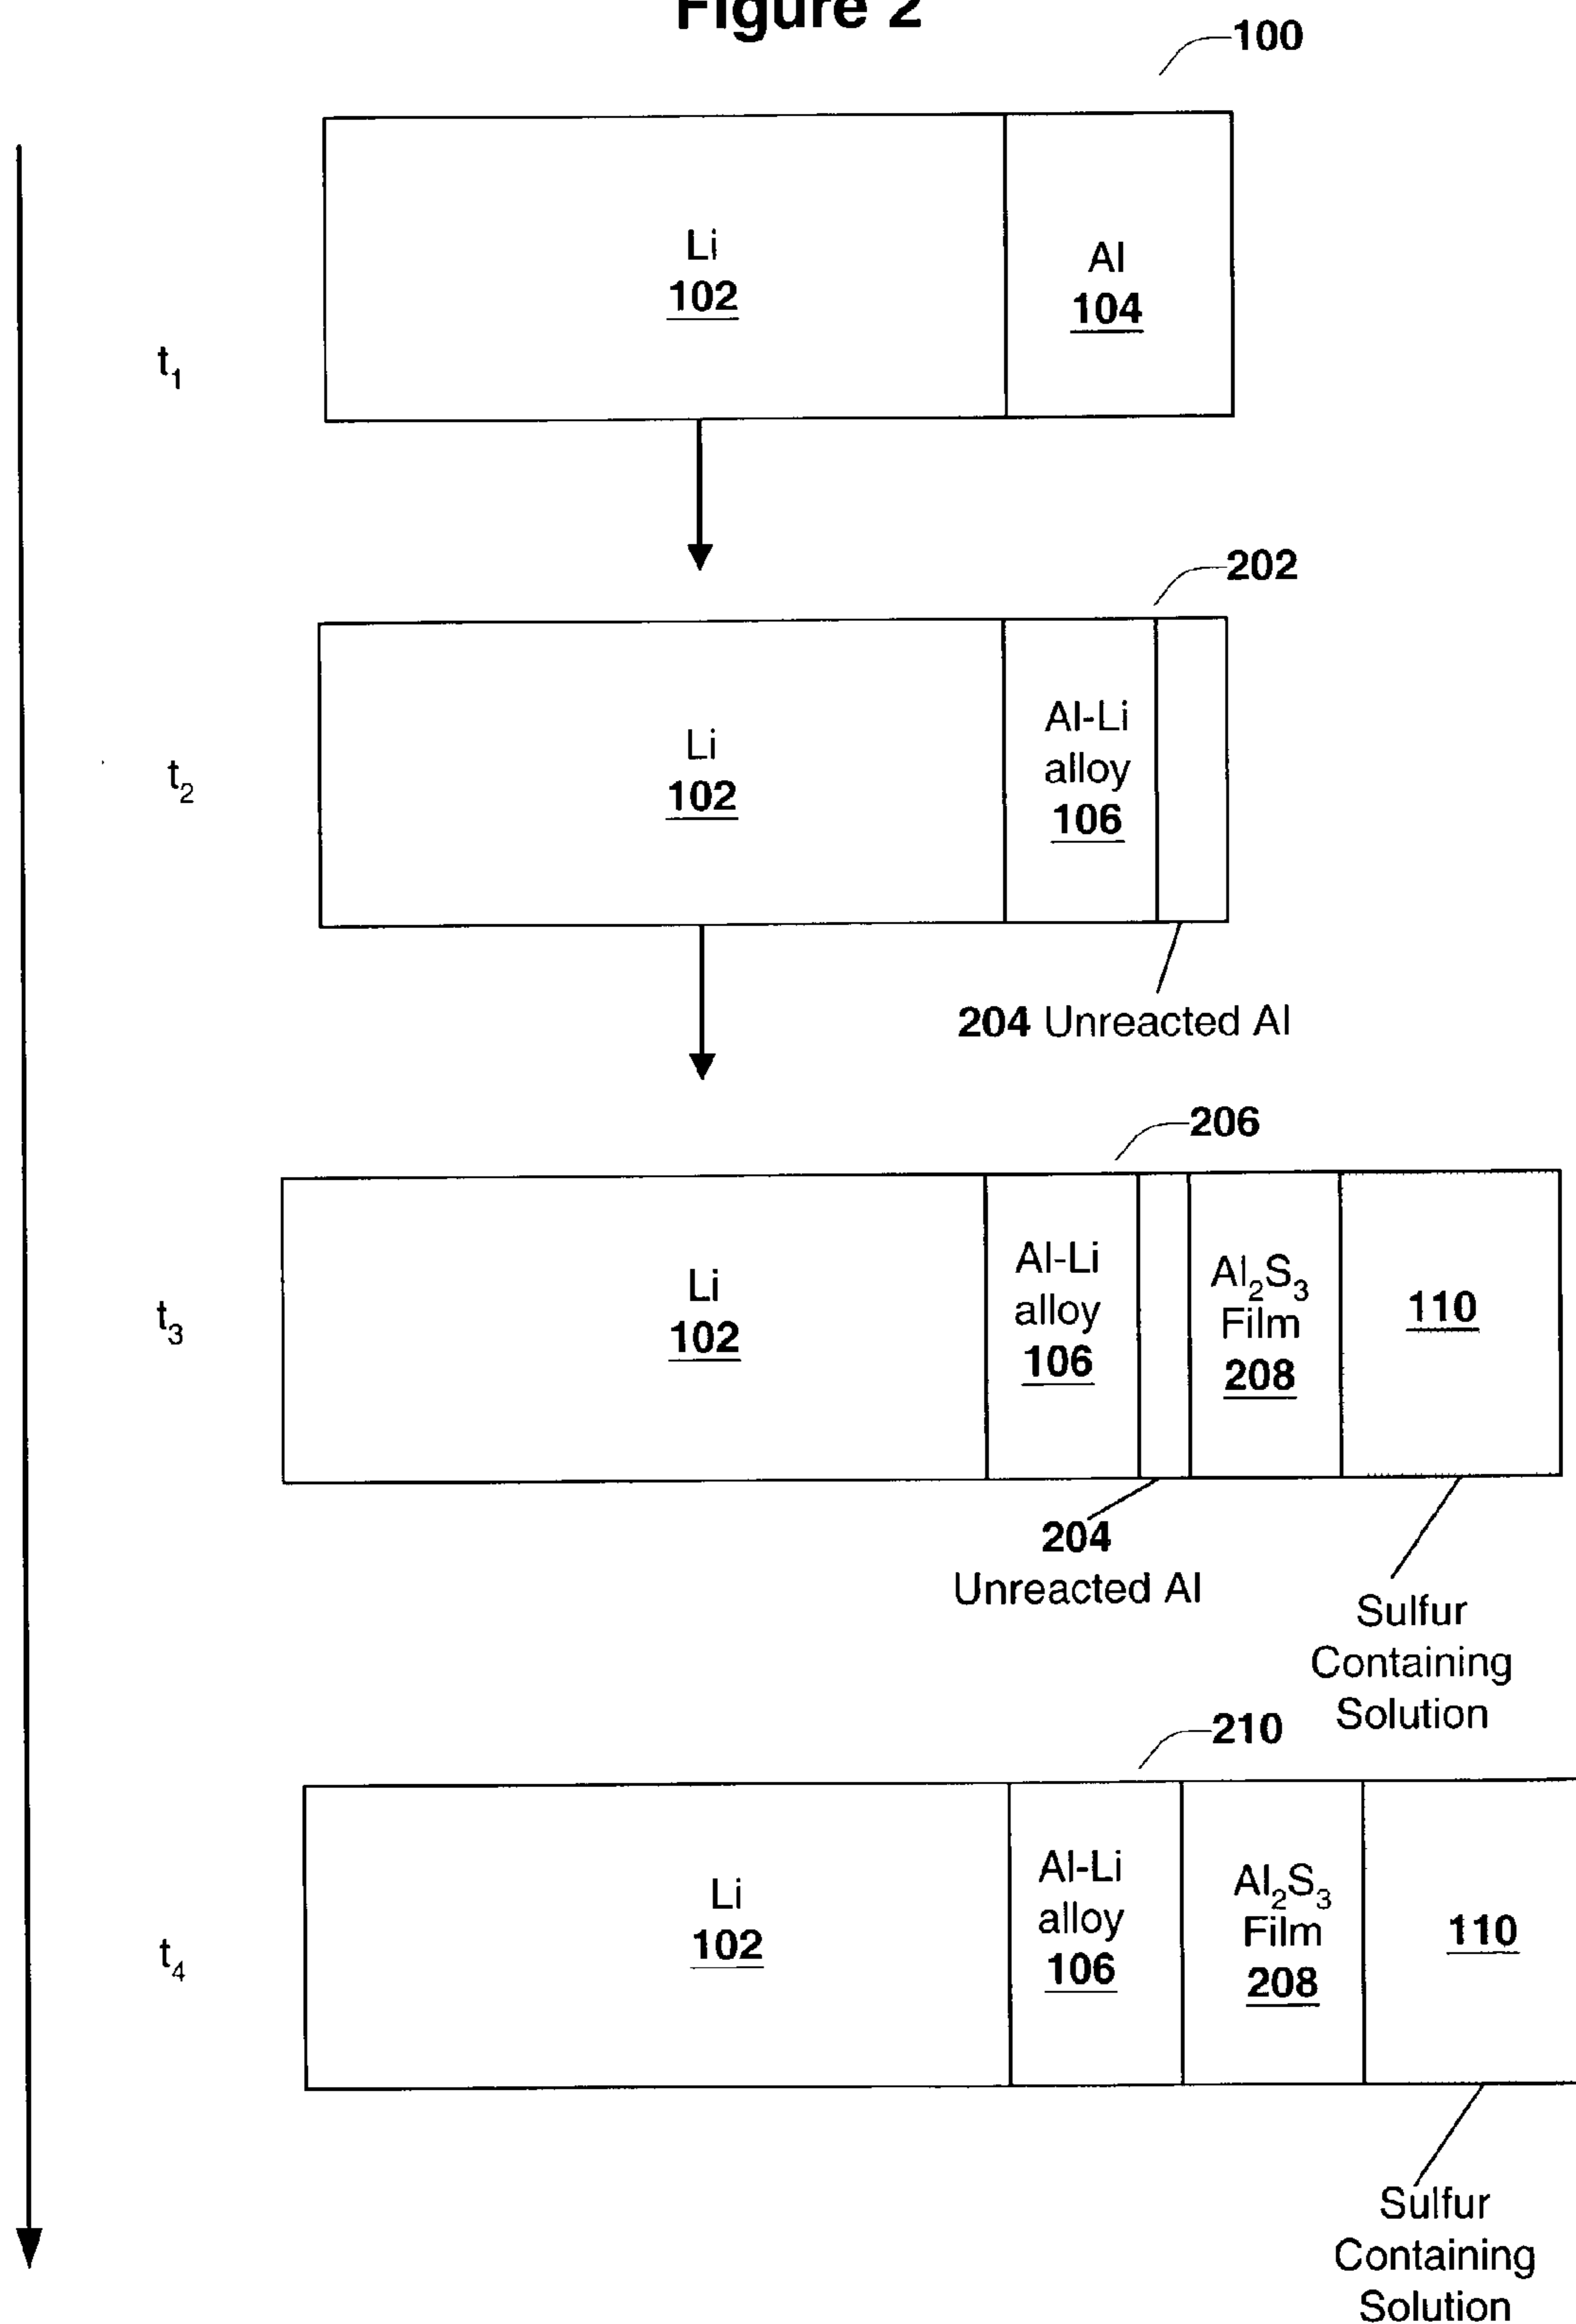 Figure 2
100
Li
102
Al
104
t1
202
Li
102
Al-Li
alloy
106
t2
204 Unreacted Al
206
Li
102
Al-Li
alloy
106
Al2S3
Film
208
110
t3
204
Unreacted Al
Sulfur
Containing
Solution
210
Li
102
Al-Li
alloy
106
Al2S3
Film
208
110
t4
Sulfur
Containing
Solution